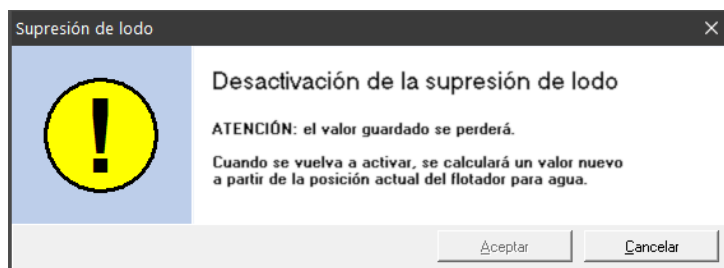 Supresión de lodo
Desactivación de la supresión de lodo
ATENCIÓN: el valor guardado se perderá.
Cuando se vuelva a activar, se calculará un valor nuevo
a partir de la posición actual del flotador para agua.
Aceptar
Cancelar